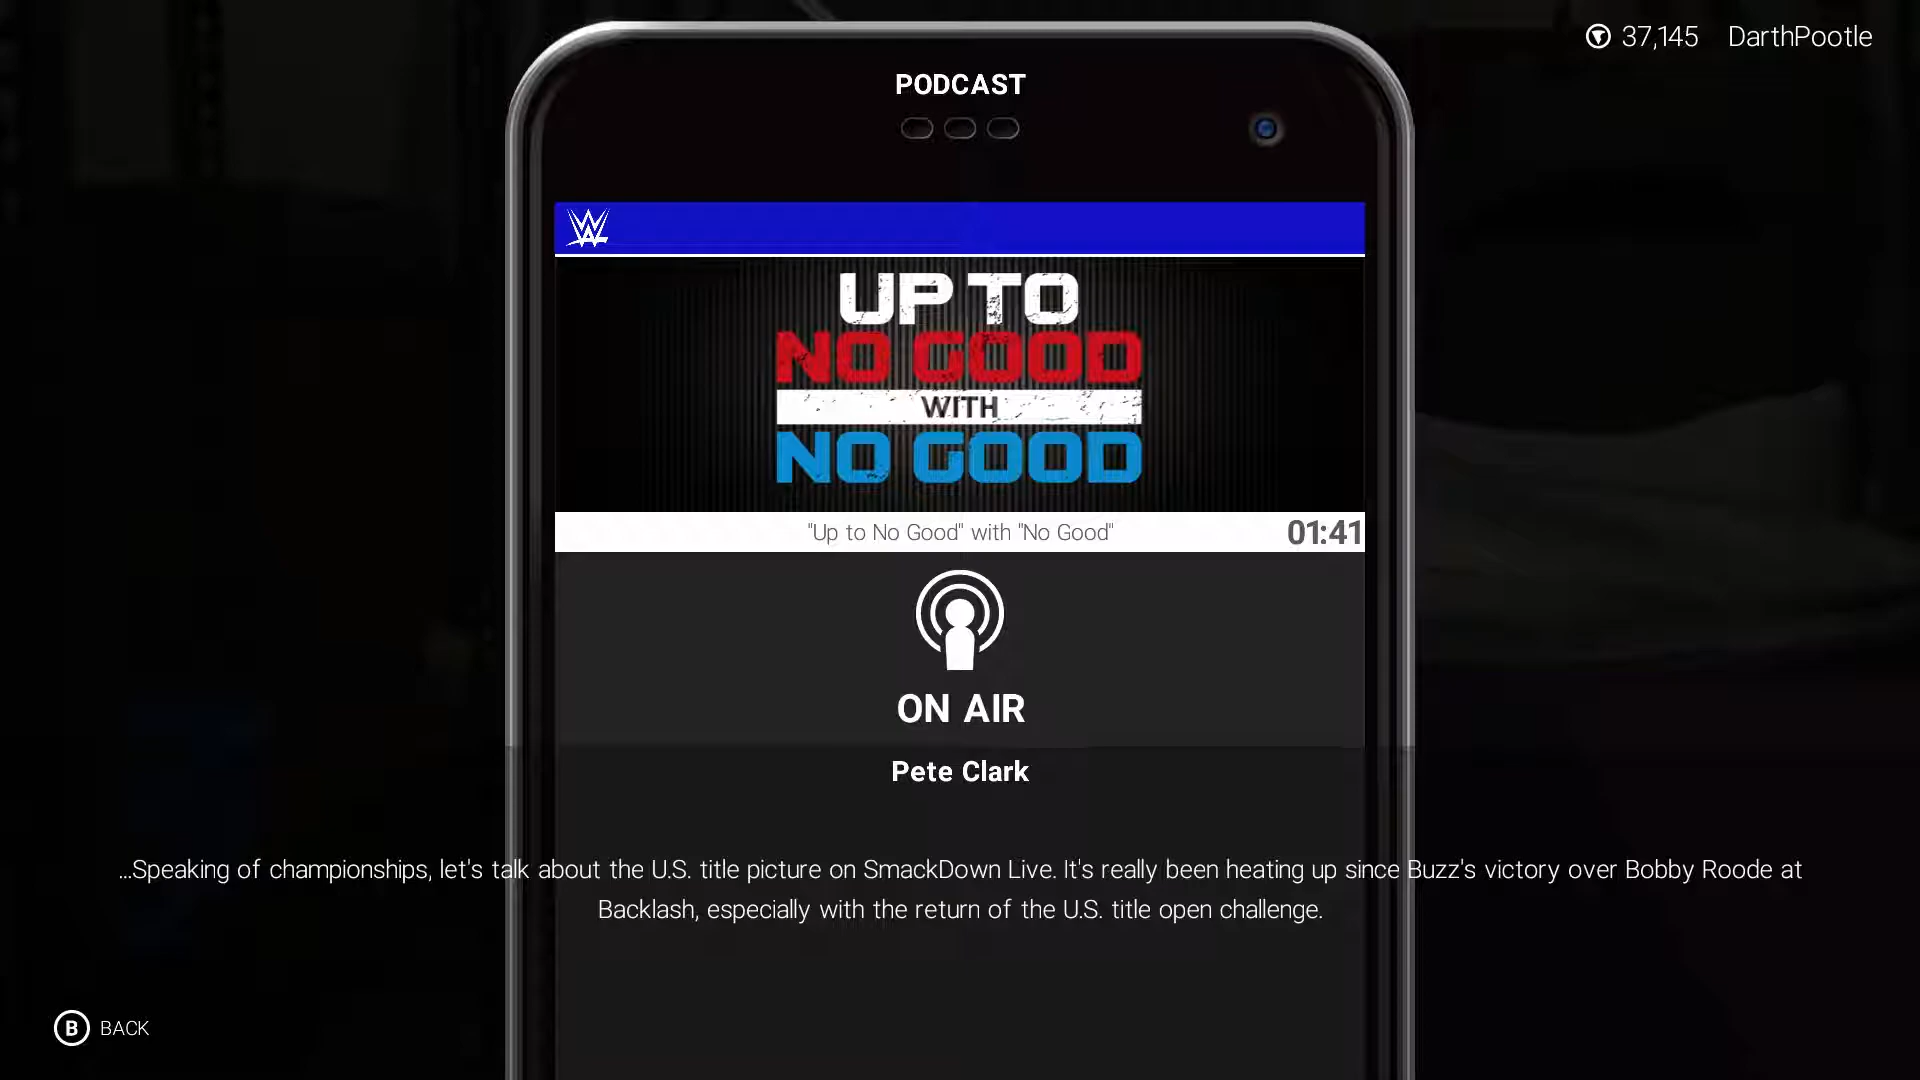 37,145 DarthPootle
PODCAST
W
UP TO
NO GOOD
WITH
NO GOOD
"Up to No Good" with "No Good" 01:41
ON AIR
Pete Clark
...Speaking of championships, let's talk about the U.S. title picture on SmackDown Live. It's really been heating up since Buzz's victory over Bobby Roode at
Backlash, especially with the return of the U.S. title open challenge.
B BACK